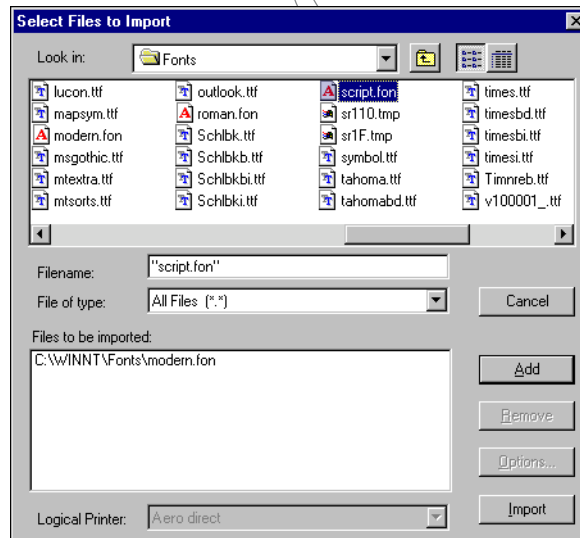 Select Files to Import
Look in: Fonts
lucon.ttf outlook.ttf script.fon times.ttf
mapsym.ttf roman.fon sr110.tmp timesbd.ttf
modern.fon Schlbk.ttf sr1F.tmp timesbi.ttf
msgothic.ttf Schlbkb.ttf symbol.ttf timesi.ttf
mtextra.ttf Schlbkbi.ttf tahoma.ttf Timnreb.ttf
mtsorts.ttf Schlbki.ttf tahomabd.ttf v100001_.ttf
Filename: "script.fon"
File of type: All Files (*.*) Cancel
Files to be imported:
C:\WINNT\Fonts\modern.fon
Add
Remove
Options...
Import
Logical Printer: Aero direct